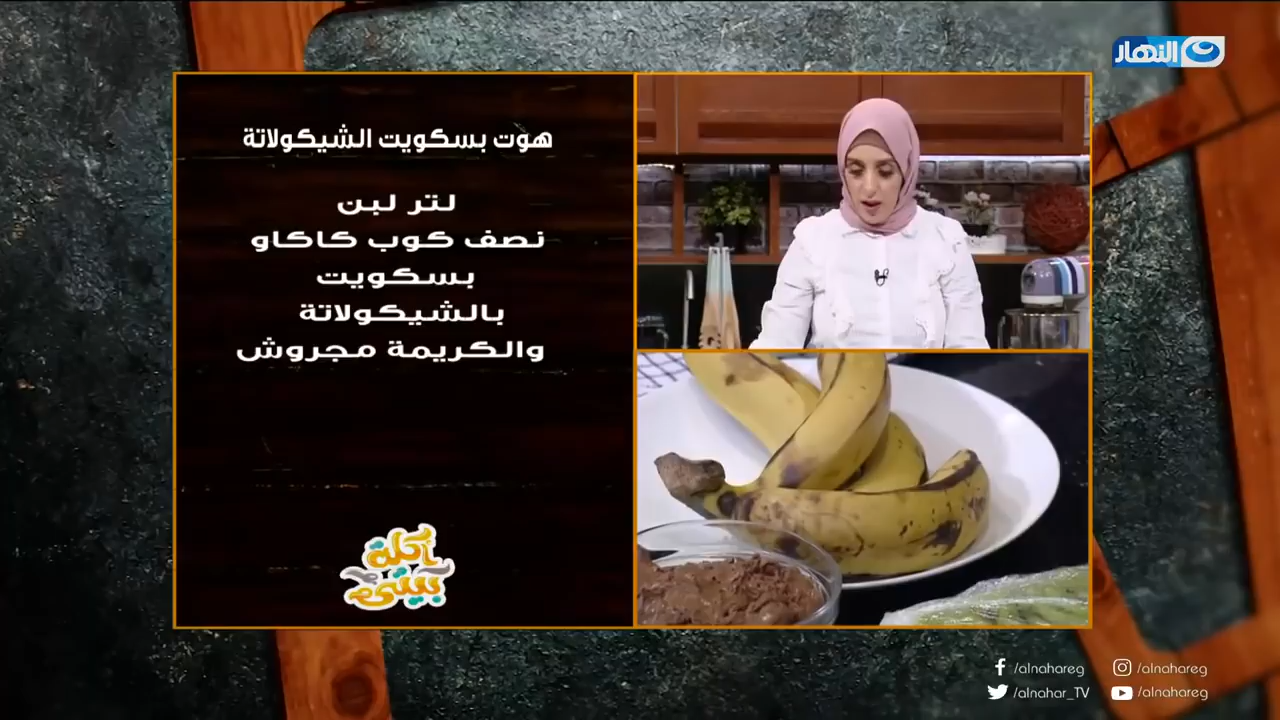 النهار
هوت بسكويت الشيكولاتة
لتر لبن
نصف كوب كاكاو
بسكويت
بالشيكولاتة
والكريمة مجروش
أكلة
بيتي
/alnahareg
/alnahareg
/alnahar_TV
/alnahareg